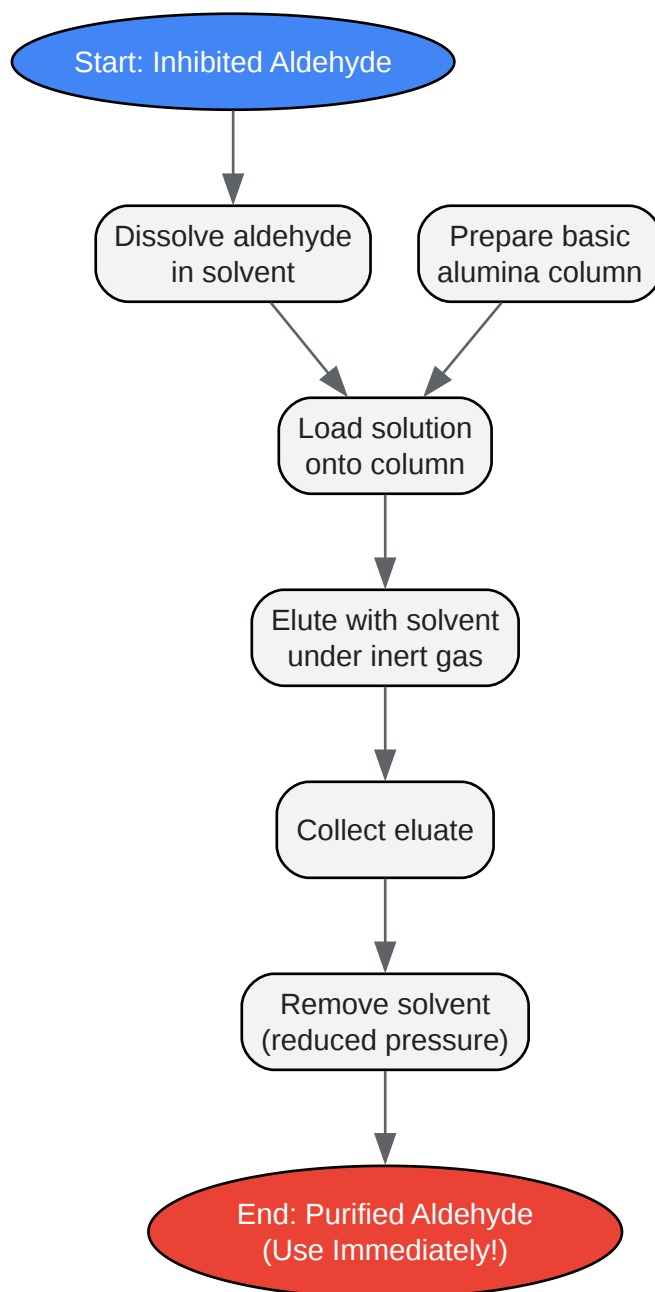 Start: Inhibited Aldehyde
Dissolve aldehyde
in solvent
Prepare basic
alumina column
Load solution
onto column
Elute with solvent
under inert gas
Collect eluate
Remove solvent
(reduced pressure)
End: Purified Aldehyde
(Use Immediately!)